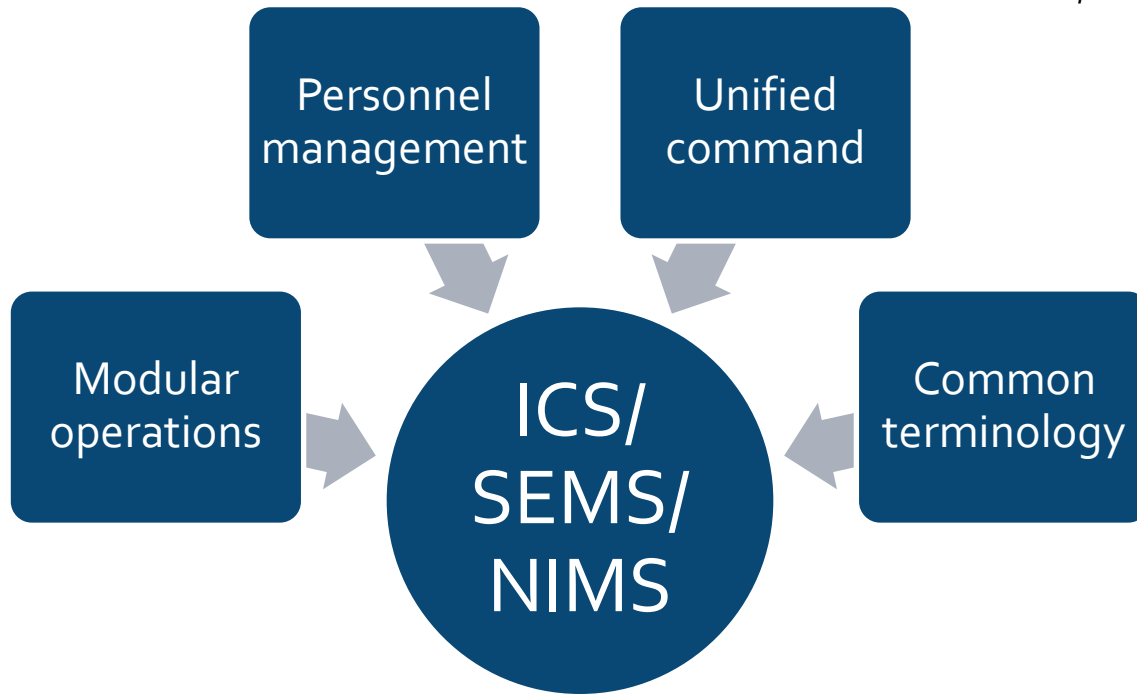 Personnel
management
Unified
command
Modular
operations
ICS/
SEMS/
NIMS
Common
terminology